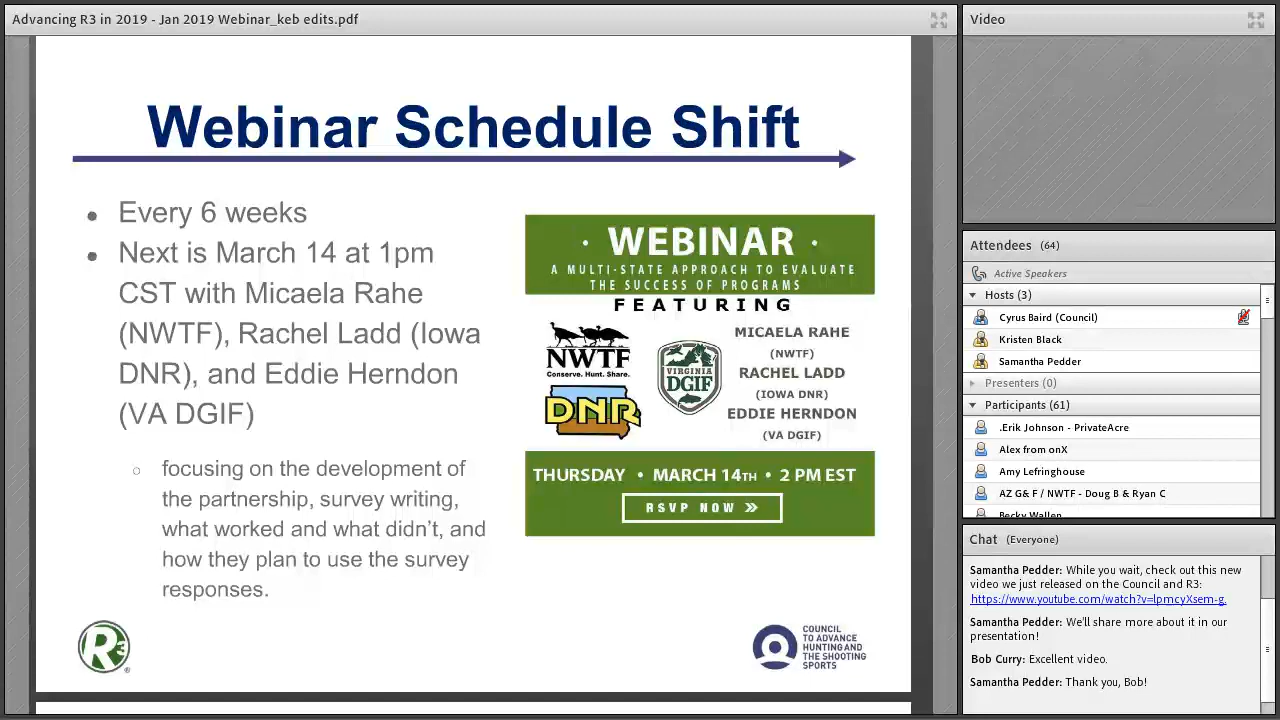 Advancing R3 in 2019 - Jan 2019 Webinar_keb edits.pdf
Webinar Schedule Shift
• Every 6 weeks
• Next is March 14 at 1pm
CST with Micaela Rahe
(NWTF), Rachel Ladd (Iowa
DNR), and Eddie Herndon
(VA DGIF)
○ focusing on the development of
the partnership, survey writing,
what worked and what didn't, and
how they plan to use the survey
responses.
· WEBINAR ·
A MULTI-STATE APPROACH TO EVALUATE
THE SUCCESS OF PROGRAMS
FEATURING
NWTF
Conserve. Hunt. Share.
DNR
VIRGINIA
DGIF
MICAELA RAHE
(NWTF)
RACHEL LADD
(IOWA DNR)
EDDIE HERNDON
(VA DGIF)
THURSDAY • MARCH 14TH • 2 PM EST
RSVP NOW »
R3
®
COUNCIL
TO ADVANCE
HUNTING AND
THE SHOOTING
SPORTS
Video
Attendees (64)
Active Speakers
Hosts (3)
Cyrus Baird (Council)
Kristen Black
Samantha Pedder
Presenters (0)
Participants (61)
.Erik Johnson - PrivateAcre
Alex from onX
Amy Lefringhouse
AZ G& F / NWTF - Doug B & Ryan C
Becky Wallen
Chat (Everyone)
Samantha Pedder: While you wait, check out this new
video we just released on the Council and R3:
https://www.youtube.com/watch?v=lpmcyXsem-g.
Samantha Pedder: We'll share more about it in our
presentation!
Bob Curry: Excellent video.
Samantha Pedder: Thank you, Bob!